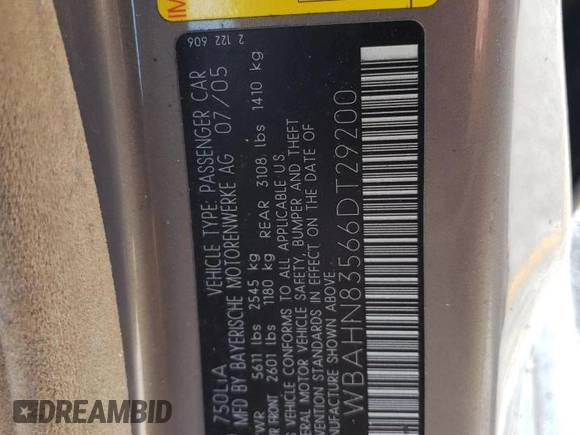 IM
2 122 606
750LiA
VEHICLE TYPE: PASSENGER CAR
MFD BY BAYERISCHE MOTORENWERKE AG 07/05
5611 lbs 2545 kg
FRONT 2601 lbs 1180 kg REAR 3108 lbs 1410 kg
VEHICLE CONFORMS TO ALL APPLICABLE US
MOTOR VEHICLE SAFETY, BUMPER AND THEFT
STANDARDS IN EFFECT ON THE DATE OF
MANUFACTURE SHOWN ABOVE
WBAHN83566DT29200
DREAMBID